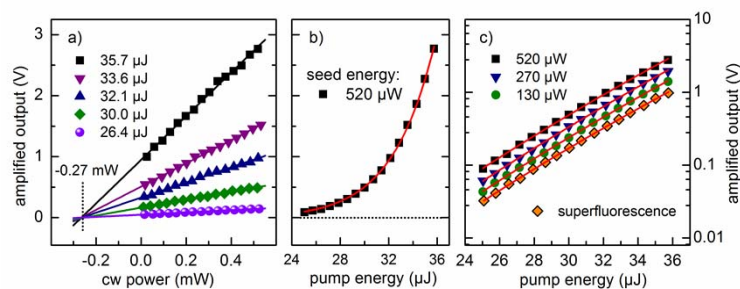 a)
35.7 µJ
33.6 µJ
32.1 µJ
30.0 µJ
26.4 µJ
-0.27 mW
amplified output (V)
3
2
1
0
-0.2 0.0 0.2 0.4 0.6
cw power (mW)
b)
seed energy:
520 µW
24 28 32 36
pump energy (µJ)
c)
520 µW
270 µW
130 µW
superfluorescence
24 26 28 30 32 34 36
pump energy (µJ)
10
1
0.1
0.01
amplified output (V)